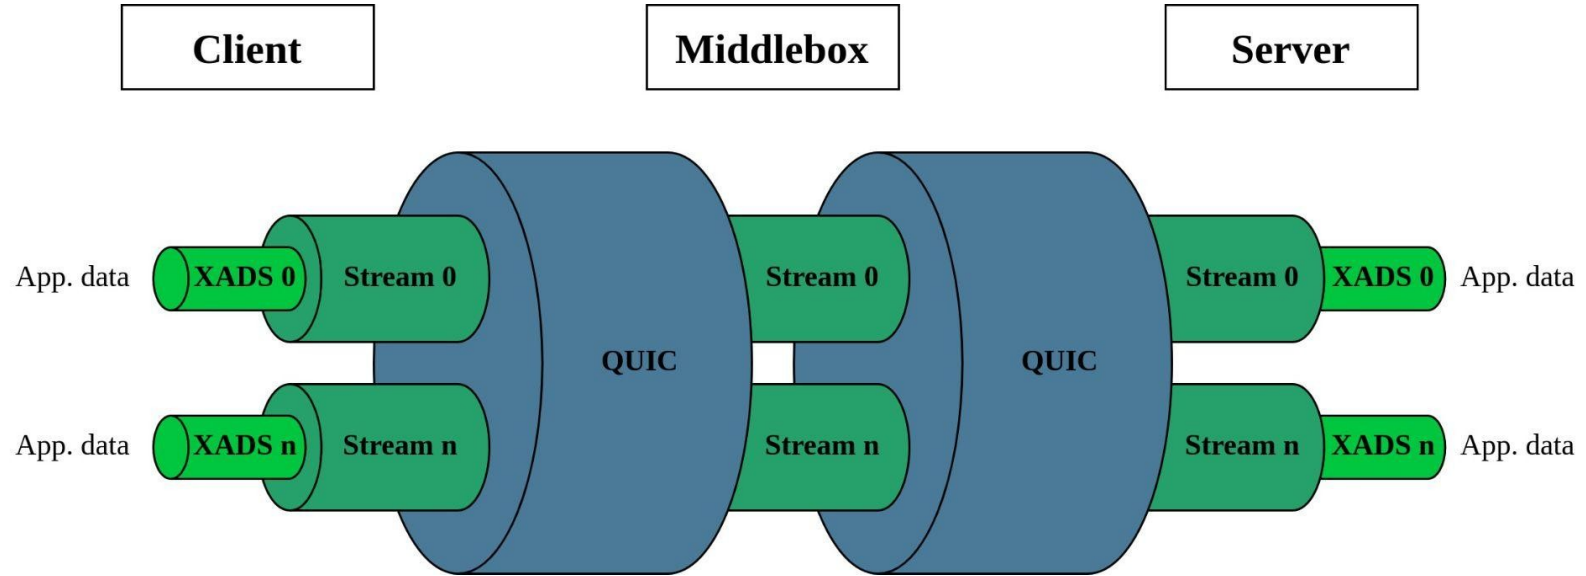 Client
Middlebox
Server
App. data
XADS 0
Stream 0
Stream 0
Stream 0
XADS 0
App. data
QUIC
QUIC
App. data
XADS n
Stream n
Stream n
Stream n
XADS n
App. data